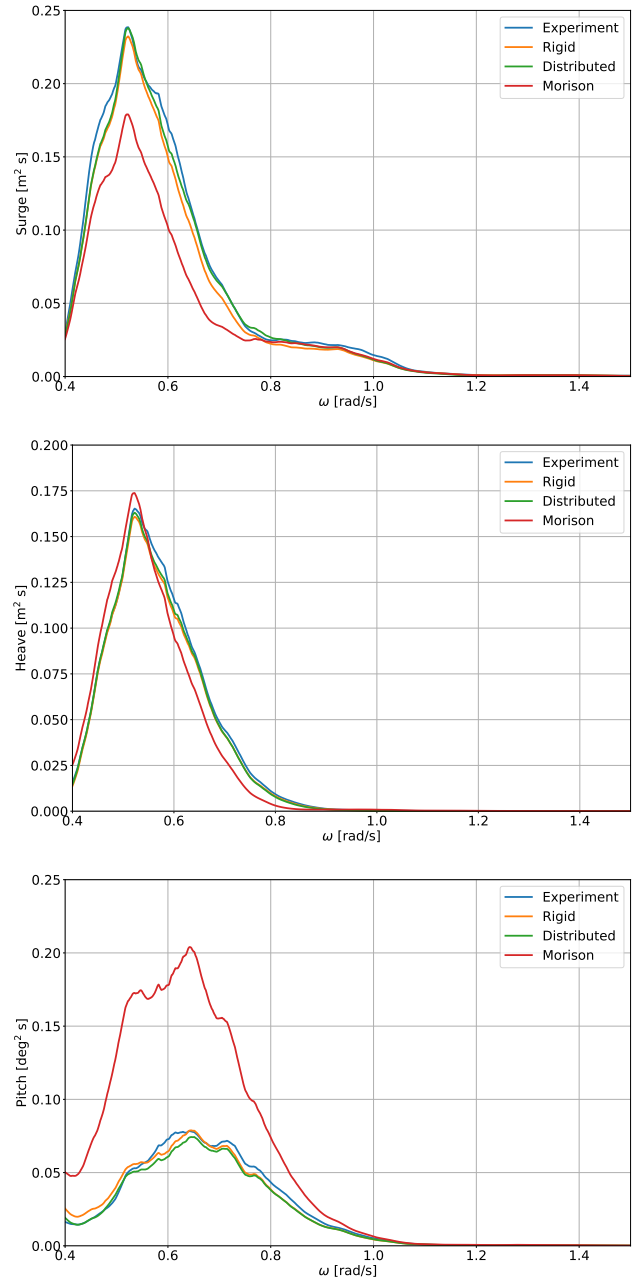 0.25
0.20
0.15
0.10
0.05
0.00
Surge [m² s]
0.4 0.6 0.8 1.0 1.2 1.4
ω [rad/s]
Experiment
Rigid
Distributed
Morison
0.200
0.175
0.150
0.125
0.100
0.075
0.050
0.025
0.000
Heave [m² s]
0.4 0.6 0.8 1.0 1.2 1.4
ω [rad/s]
Experiment
Rigid
Distributed
Morison
0.25
0.20
0.15
0.10
0.05
0.00
Pitch [deg² s]
0.4 0.6 0.8 1.0 1.2 1.4
ω [rad/s]
Experiment
Rigid
Distributed
Morison